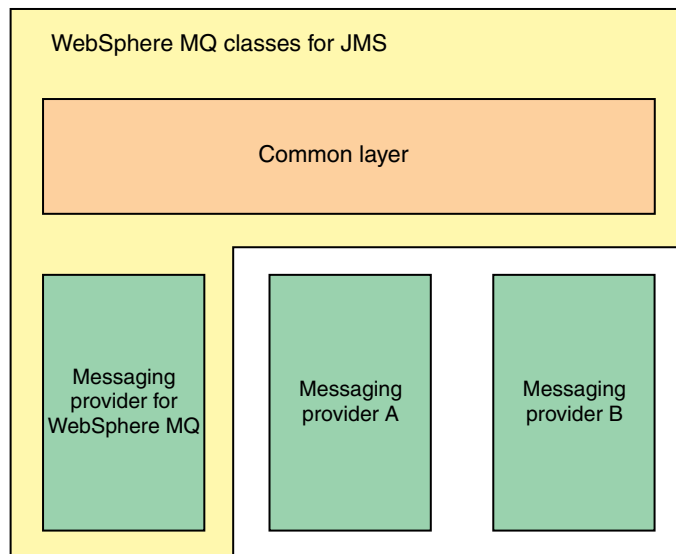 WebSphere MQ classes for JMS
Common layer
Messaging
provider for
WebSphere MQ
Messaging
provider A
Messaging
provider B